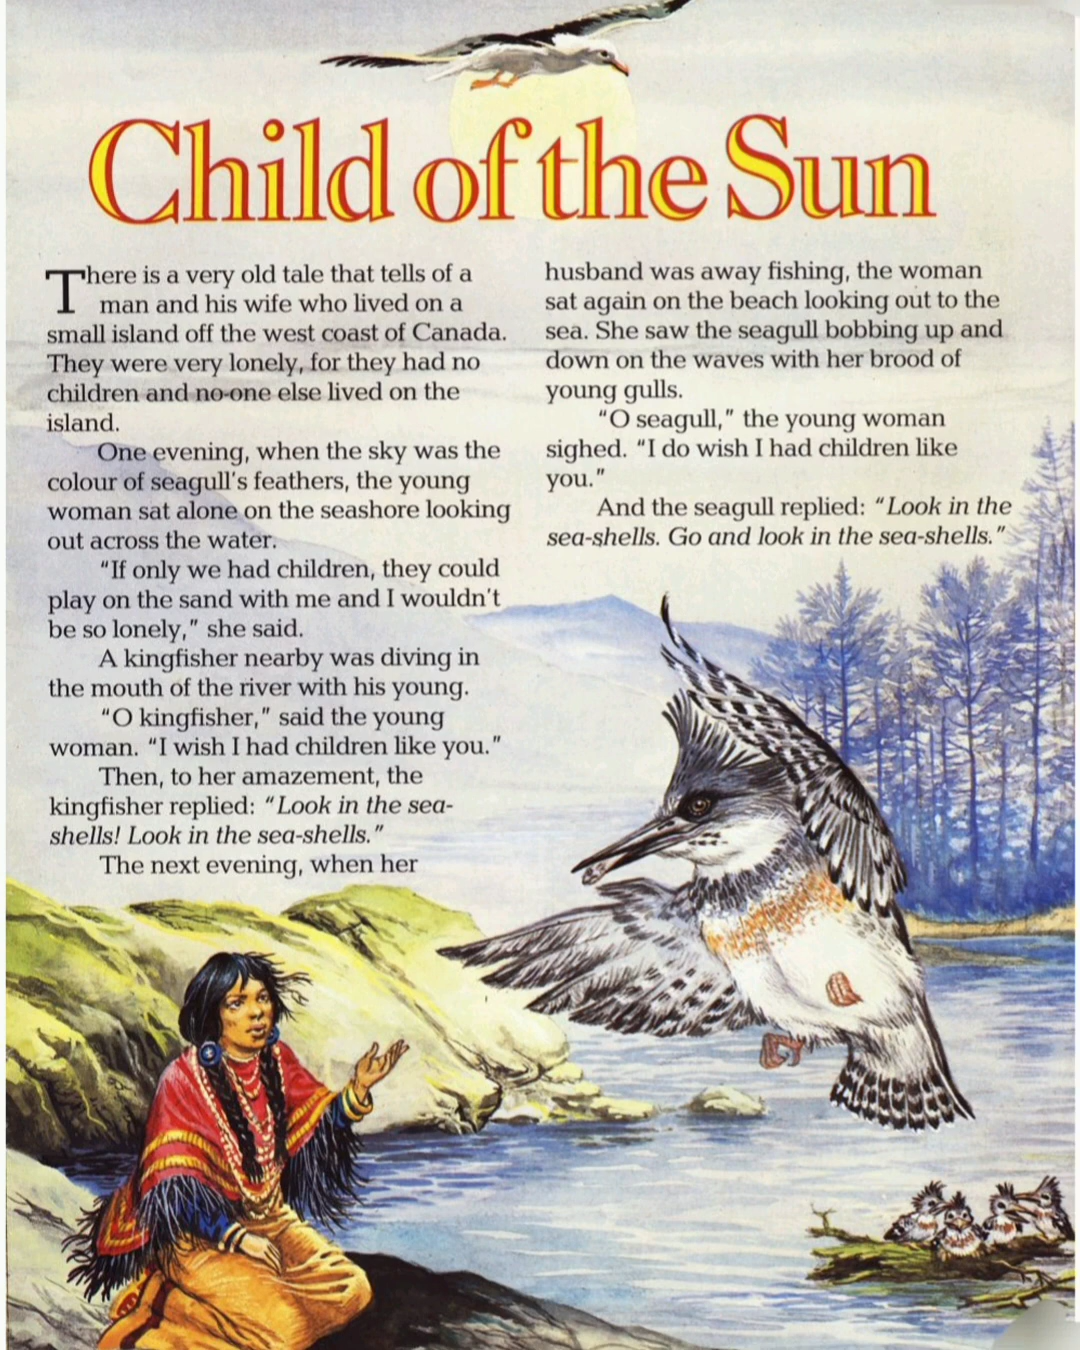 Child of the Sun
There is a very old tale that tells of a
man and his wife who lived on a
small island off the west coast of Canada.
They were very lonely, for they had no
children and no-one else lived on the
island.
One evening, when the sky was the
colour of seagull's feathers, the young
woman sat alone on the seashore looking
out across the water.
"If only we had children, they could
play on the sand with me and I wouldn't
be so lonely," she said.
A kingfisher nearby was diving in
the mouth of the river with his young.
"O kingfisher," said the young
woman. "I wish I had children like you."
Then, to her amazement, the
kingfisher replied: "Look in the sea-
shells! Look in the sea-shells."
The next evening, when her
husband was away fishing, the woman
sat again on the beach looking out to the
sea. She saw the seagull bobbing up and
down on the waves with her brood of
young gulls.
"O seagull," the young woman
sighed. "I do wish I had children like
you."
And the seagull replied: "Look in the
sea-shells. Go and look in the sea-shells."